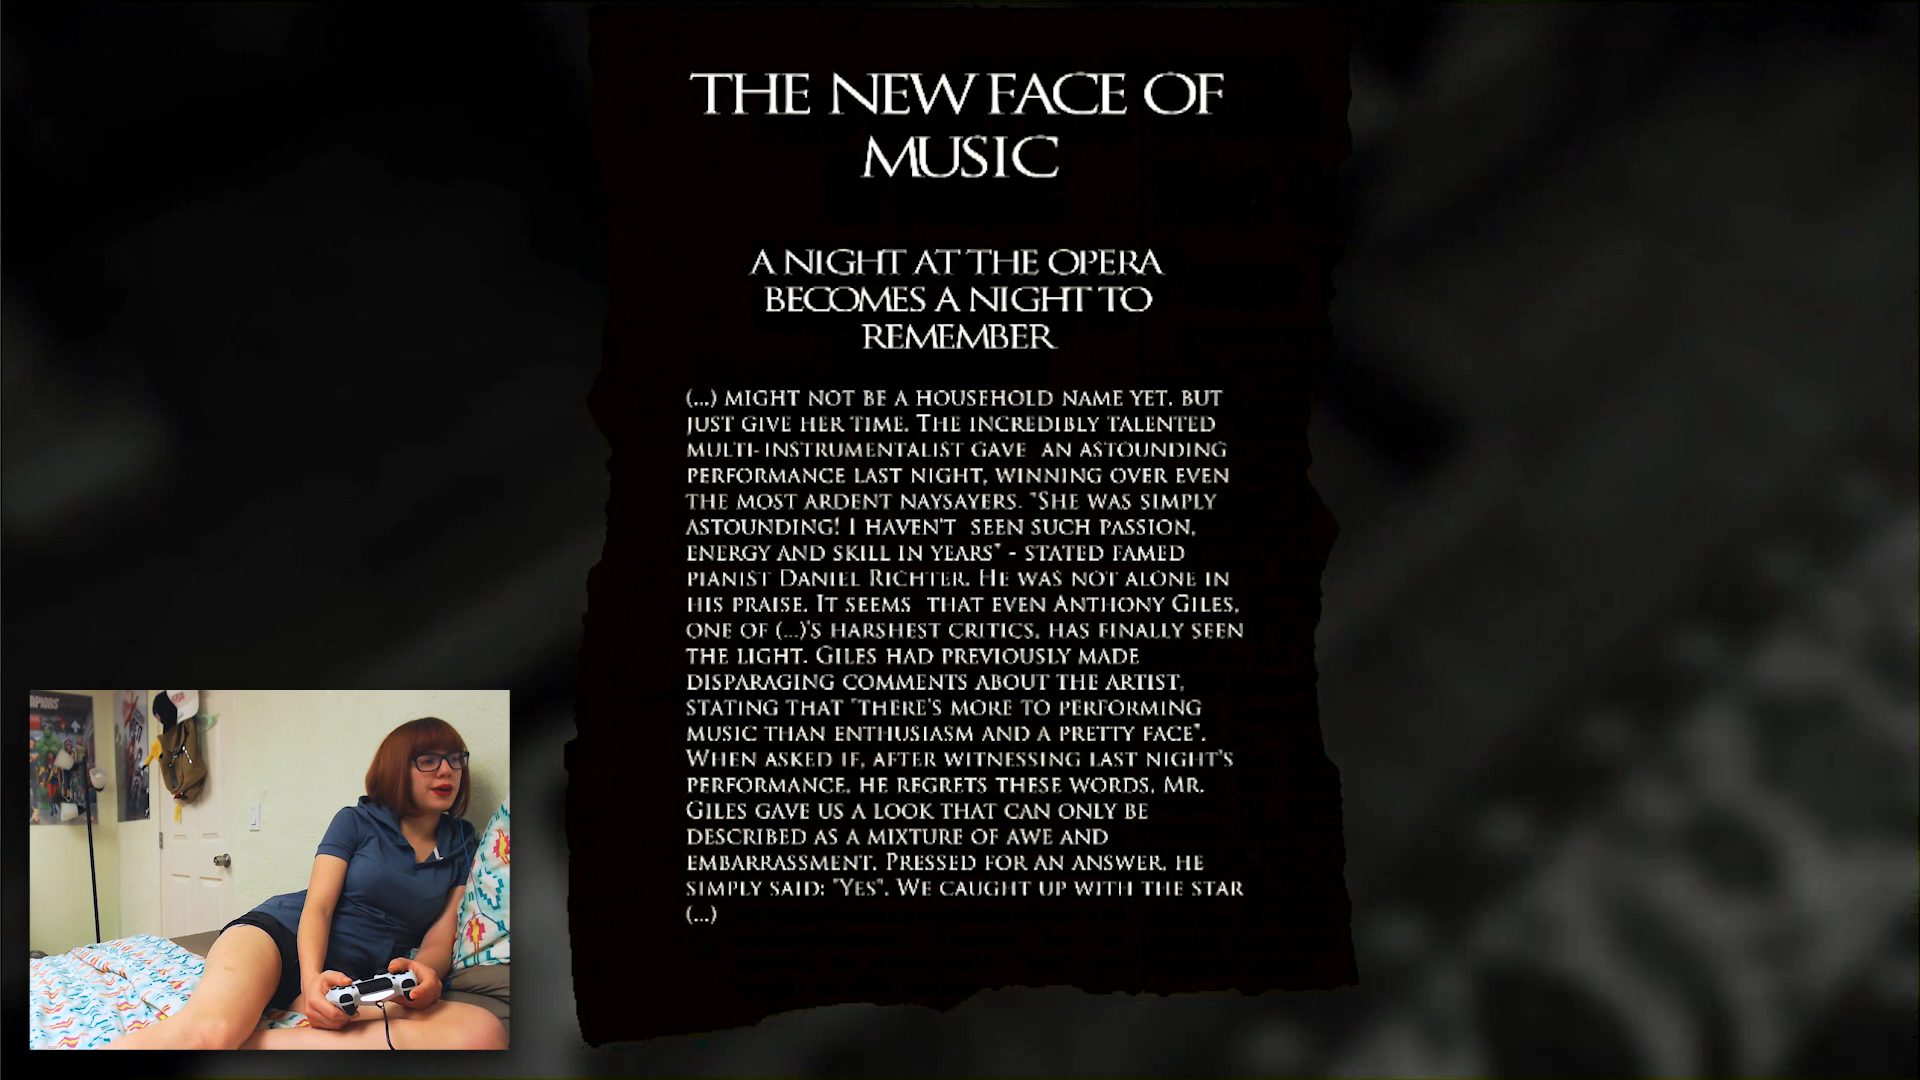 THE NEW FACE OF
MUSIC
A NIGHT AT THE OPERA
BECOMES A NIGHT TO
REMEMBER
(...) MIGHT NOT BE A HOUSEHOLD NAME YET, BUT
JUST GIVE HER TIME. THE INCREDIBLY TALENTED
MULTI-INSTRUMENTALIST GAVE AN ASTOUNDING
PERFORMANCE LAST NIGHT, WINNING OVER EVEN
THE MOST ARDENT NAYSAYERS. "SHE WAS SIMPLY
ASTOUNDING! I HAVEN'T SEEN SUCH PASSION,
ENERGY AND SKILL IN YEARS" - STATED FAMED
PIANIST DANIEL RICHTER. HE WAS NOT ALONE IN
HIS PRAISE. IT SEEMS THAT EVEN ANTHONY GILES,
ONE OF (...)'S HARSHEST CRITICS, HAS FINALLY SEEN
THE LIGHT. GILES HAD PREVIOUSLY MADE
DISPARAGING COMMENTS ABOUT THE ARTIST,
STATING THAT "THERE'S MORE TO PERFORMING
MUSIC THAN ENTHUSIASM AND A PRETTY FACE".
WHEN ASKED IF, AFTER WITNESSING LAST NIGHT'S
PERFORMANCE, HE REGRETS THESE WORDS, MR.
GILES GAVE US A LOOK THAT CAN ONLY BE
DESCRIBED AS A MIXTURE OF AWE AND
EMBARRASSMENT. PRESSED FOR AN ANSWER, HE
SIMPLY SAID: "YES". WE CAUGHT UP WITH THE STAR
(...)